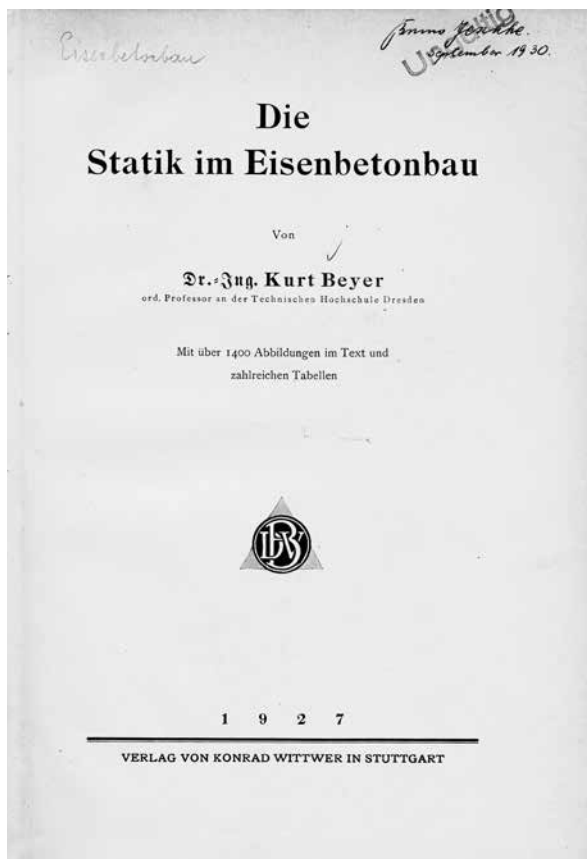 Eisenbetonbau
Bruno Jeschke.
September 1930.
Ungültig
Die
Statik im Eisenbetonbau
Von
Dr.=Ing. Kurt Beyer
ord. Professor an der Technischen Hochschule Dresden
Mit über 1400 Abbildungen im Text und
zahlreichen Tabellen
1 9 2 7
VERLAG VON KONRAD WITTWER IN STUTTGART